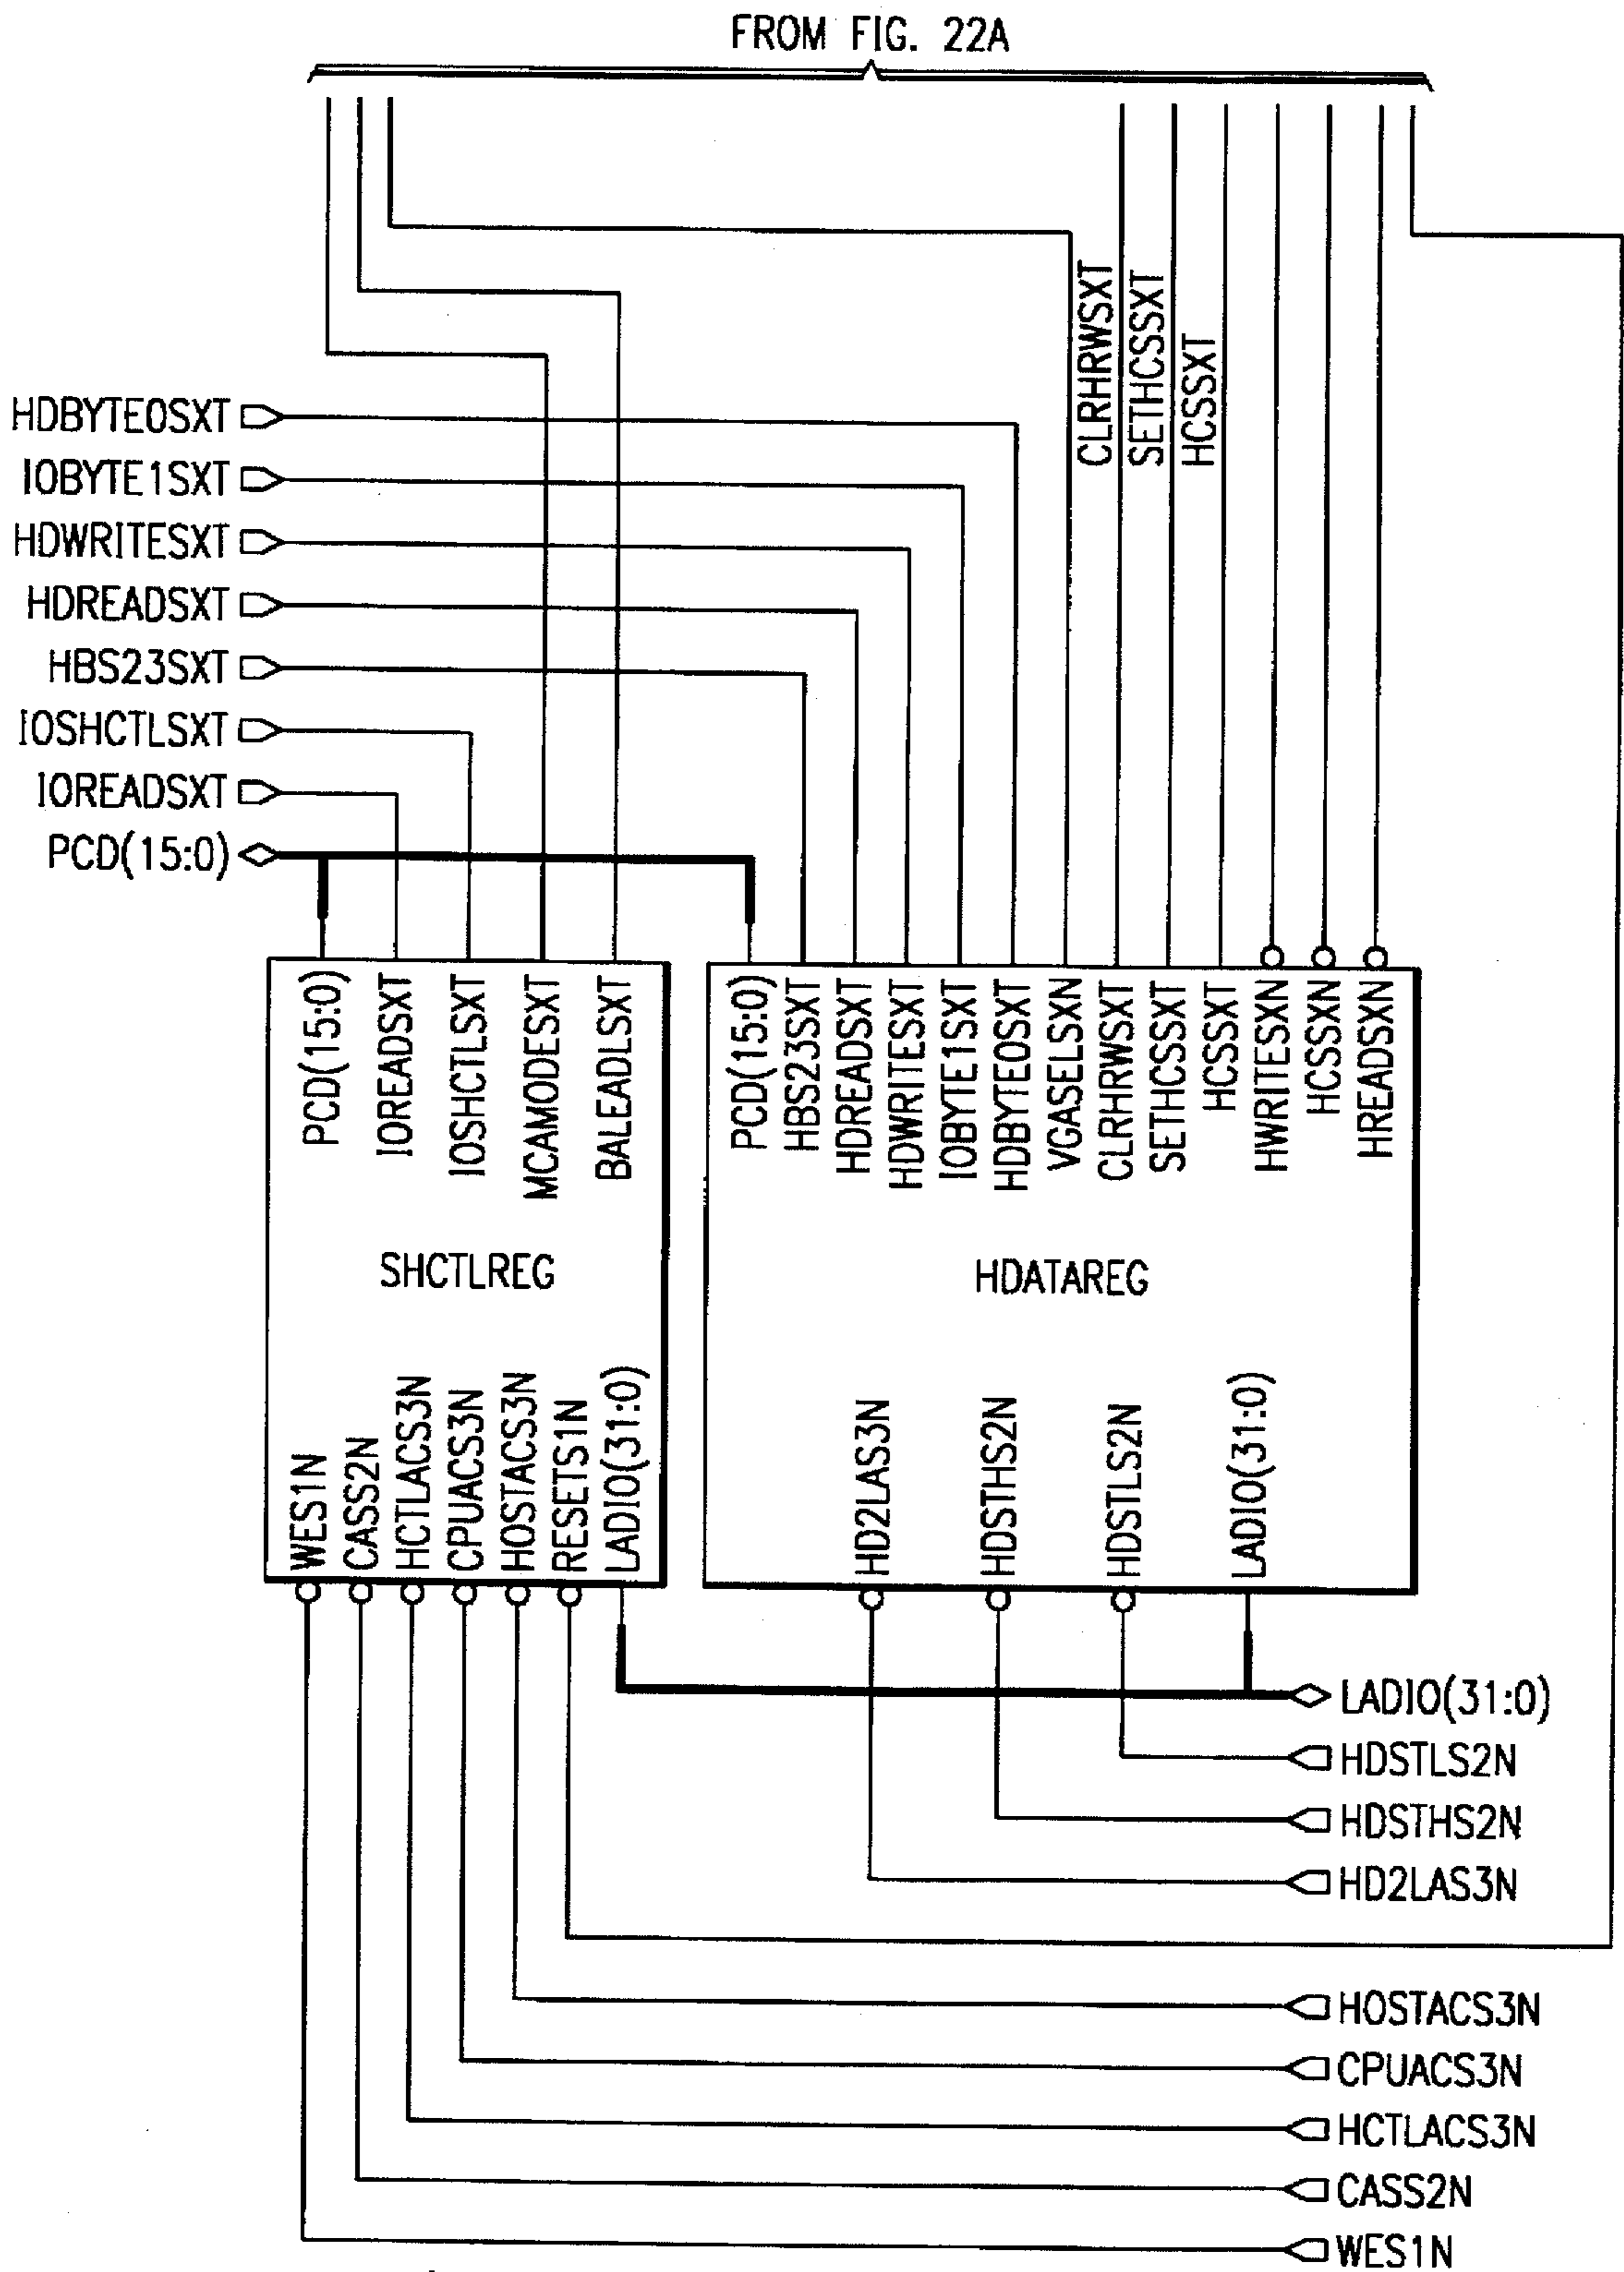 FROM FIG. 22A
CLRHRWSXT
SETHCSSXT
HCSSXT
HDBYTE0SXT
IOBYTE1SXT
HDWRITESXT
HDREADSXT
HBS23SXT
IOSHCTLSXT
IOREADSXT
PCD(15:0)
PCD(15:0)
IOREADSXT
IOSHCTLSXT
MCAMODESXT
BALEADLSXT
SHCTLREG
WES1N
CASS2N
HCTLACS3N
CPUACS3N
HOSTACS3N
RESETS1N
LADIO(31:0)
PCD(15:0)
HBS23SXT
HDREADSXT
HDWRITESXT
IOBYTE1SXT
HDBYTE0SXT
VGASELSXN
CLRHRWSXT
SETHCSSXT
HCSSXT
HWRITESXN
HCSSXN
HREADSXN
HDATAREG
HD2LAS3N
HDSTHS2N
HDSTLS2N
LADIO(31:0)
LADIO(31:0)
HDSTLS2N
HDSTHS2N
HD2LAS3N
HOSTACS3N
CPUACS3N
HCTLACS3N
CASS2N
WES1N